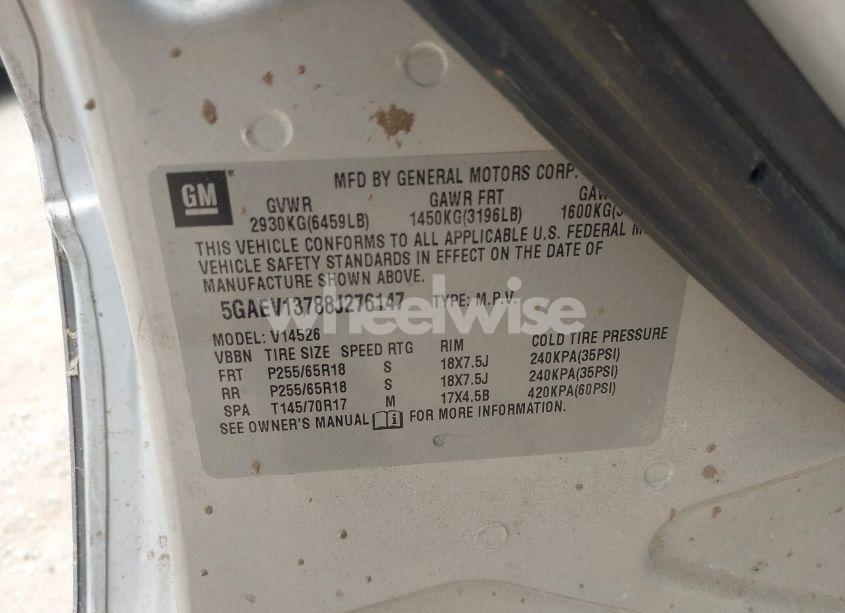 GM
MFD BY GENERAL MOTORS CORP.
GVWR GAWR FRT
2930KG(6459LB) 1450KG(3196LB) 1600KG(
THIS VEHICLE CONFORMS TO ALL APPLICABLE U.S. FEDERAL M
VEHICLE SAFETY STANDARDS IN EFFECT ON THE DATE OF
MANUFACTURE SHOWN ABOVE.
5GAEV13788J276147 TYPE: M.P.V.
wheelwise
MODEL: V14526
VBBN TIRE SIZE SPEED RTG RIM COLD TIRE PRESSURE
FRT P255/65R18 S 18X7.5J 240KPA(35PSI)
RR P255/65R18 S 18X7.5J 240KPA(35PSI)
SPA T145/70R17 M 17X4.5B 420KPA(60PSI)
SEE OWNER'S MANUAL FOR MORE INFORMATION.